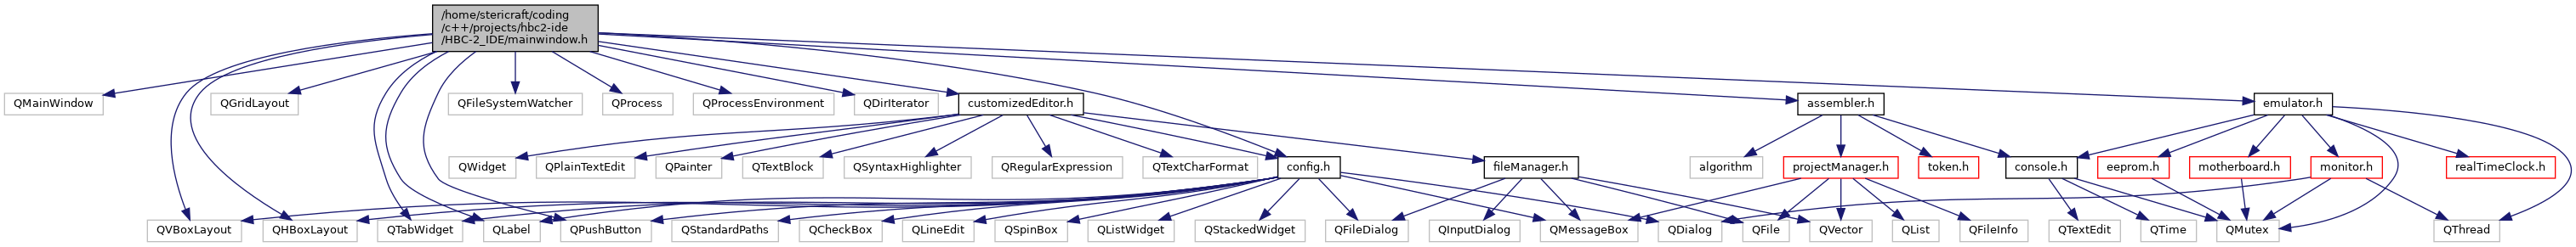 /home/stericraft/coding
/c++/projects/hbc2-ide
/HBC-2_IDE/mainwindow.h
QMainWindow
QGridLayout
QFileSystemWatcher
QProcess
QProcessEnvironment
QDirIterator
customizedEditor.h
assembler.h
emulator.h
QWidget
QPlainTextEdit
QPainter
QTextBlock
QSyntaxHighlighter
QRegularExpression
QTextCharFormat
config.h
fileManager.h
algorithm
projectManager.h
token.h
console.h
eeprom.h
motherboard.h
monitor.h
realTimeClock.h
QVBoxLayout
QHBoxLayout
QTabWidget
QLabel
QPushButton
QStandardPaths
QCheckBox
QLineEdit
QSpinBox
QListWidget
QStackedWidget
QFileDialog
QInputDialog
QMessageBox
QDialog
QFile
QVector
QList
QFileInfo
QTextEdit
QTime
QMutex
QThread